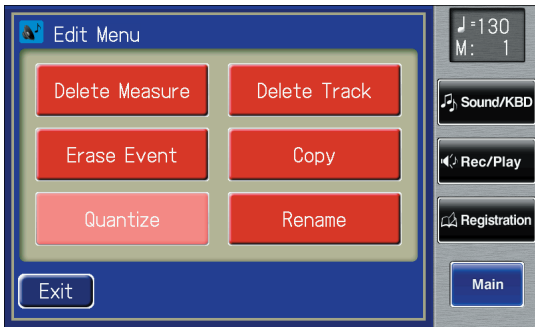 Edit Menu
Delete Measure
Delete Track
Erase Event
Copy
Quantize
Rename
Exit
♩=130
M: 1
Sound/KBD
Rec/Play
Registration
Main